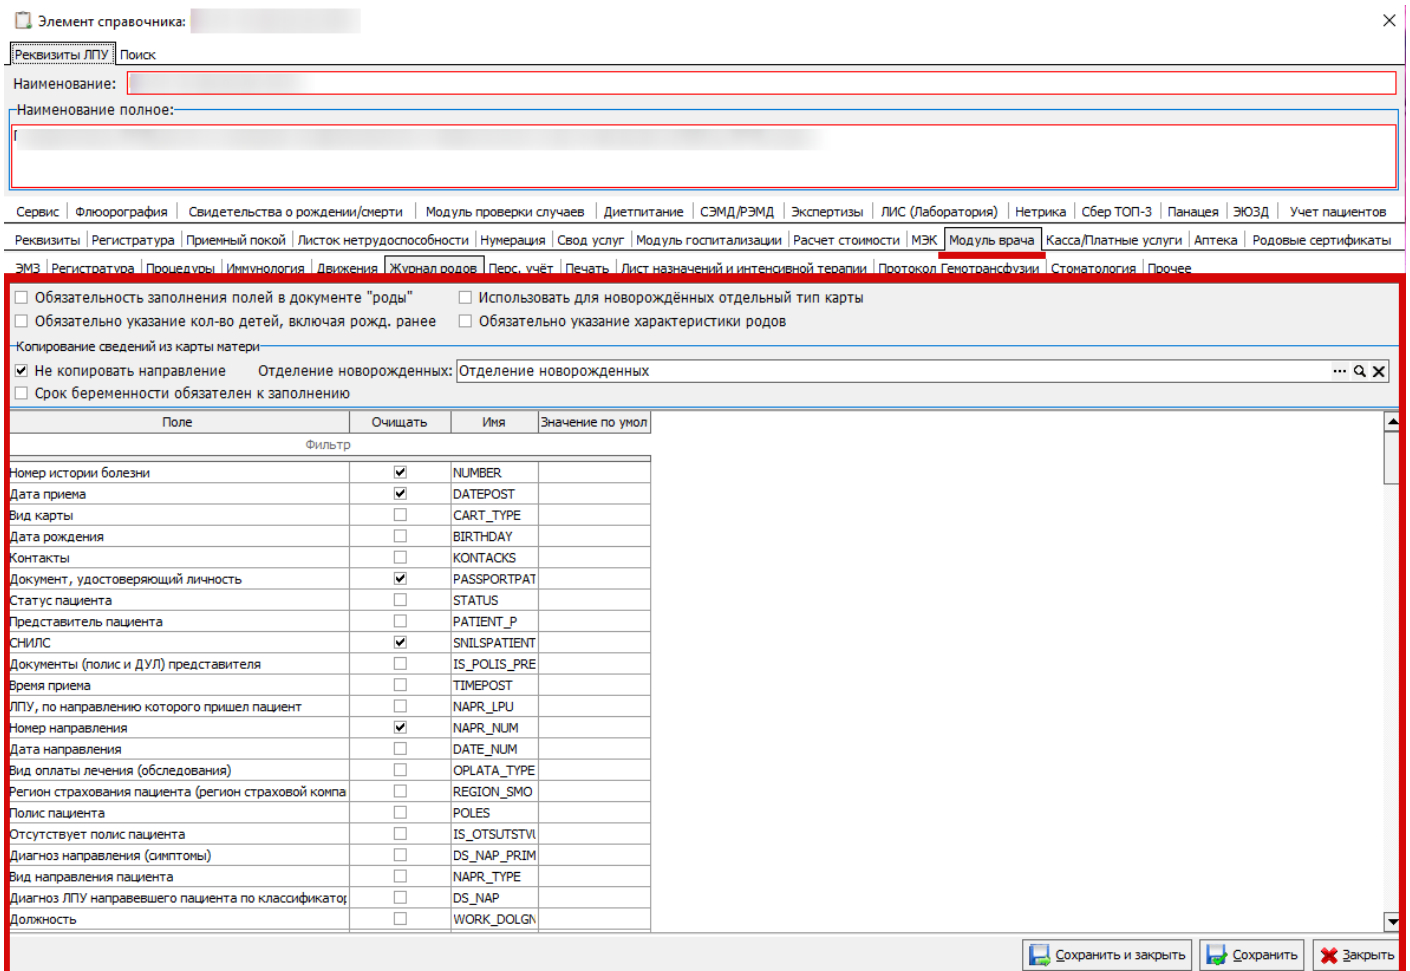 Элемент справочника:
Реквизиты ЛПУ Поиск
Наименование:
Наименование полное:
Сервис Флюорография Свидетельства о рождении/смерти Модуль проверки случаев Диетпитание СЭМД/РЭМД Экспертизы ЛИС (Лаборатория) Нетрика Сбер ТОП-3 Панацея ЭЮЗД Учет пациентов
Реквизиты Регистратура Приемный покой Листок нетрудоспособности Нумерация Свод услуг Модуль госпитализации Расчет стоимости МЭК Модуль врача Касса/Платные услуги Аптека Родовые сертификаты
ЭМЗ Регистратура Процедуры Иммунология Движения Журнал родов Перс. учёт Печать Лист назначений и интенсивной терапии Протокол Гемотрансфузии Стоматология Прочее
Обязательность заполнения полей в документе "роды" Использовать для новорождённых отдельный тип карты
Обязательно указание кол-во детей, включая рожд. ранее Обязательно указание характеристики родов
Копирование сведений из карты матери
Не копировать направление Отделение новорожденных: Отделение новорожденных
Срок беременности обязателен к заполнению
Поле Очищать Имя Значение по умол
Фильтр
Номер истории болезни NUMBER
Дата приема DATEPOST
Вид карты CART_TYPE
Дата рождения BIRTHDAY
Контакты KONTACKS
Документ, удостоверяющий личность PASSPORTPAT
Статус пациента STATUS
Представитель пациента PATIENT_P
СНИЛС SNILSPATIENT
Документы (полис и ДУЛ) представителя IS_POLIS_PRE
Время приема TIMEPOST
ЛПУ, по направлению которого пришел пациент NAPR_LPU
Номер направления NAPR_NUM
Дата направления DATE_NUM
Вид оплаты лечения (обследования) OPLATA_TYPE
Регион страхования пациента (регион страховой компа REGION_SMO
Полис пациента POLES
Отсутствует полис пациента IS_OTSUTSTVU
Диагноз направления (симптомы) DS_NAP_PRIM
Вид направления пациента NAPR_TYPE
Диагноз ЛПУ направевшего пациента по классификатор DS_NAP
Должность WORK_DOLGN
Сохранить и закрыть Сохранить Закрыть